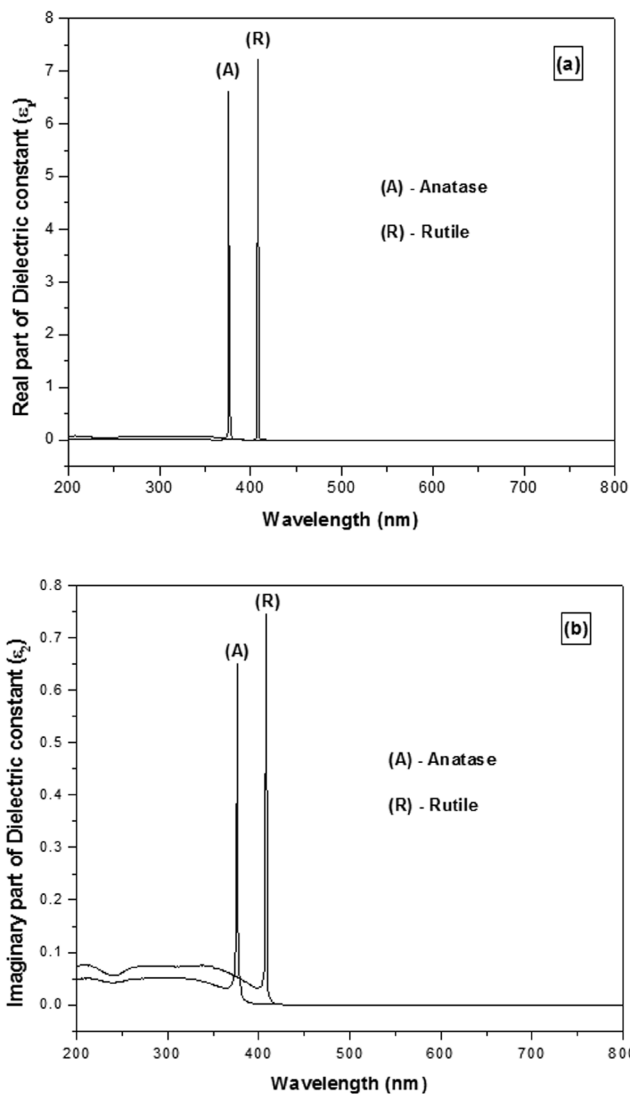 8
7
6
5
4
3
2
1
0
Real part of Dielectric constant (ε₁)
(A)
(R)
(a)
(A) - Anatase
(R) - Rutile
200 300 400 500 600 700 800
Wavelength (nm)
0.8
0.7
0.6
0.5
0.4
0.3
0.2
0.1
0.0
Imaginary part of Dielectric constant (ε₂)
(A)
(R)
(b)
(A) - Anatase
(R) - Rutile
200 300 400 500 600 700 800
Wavelength (nm)